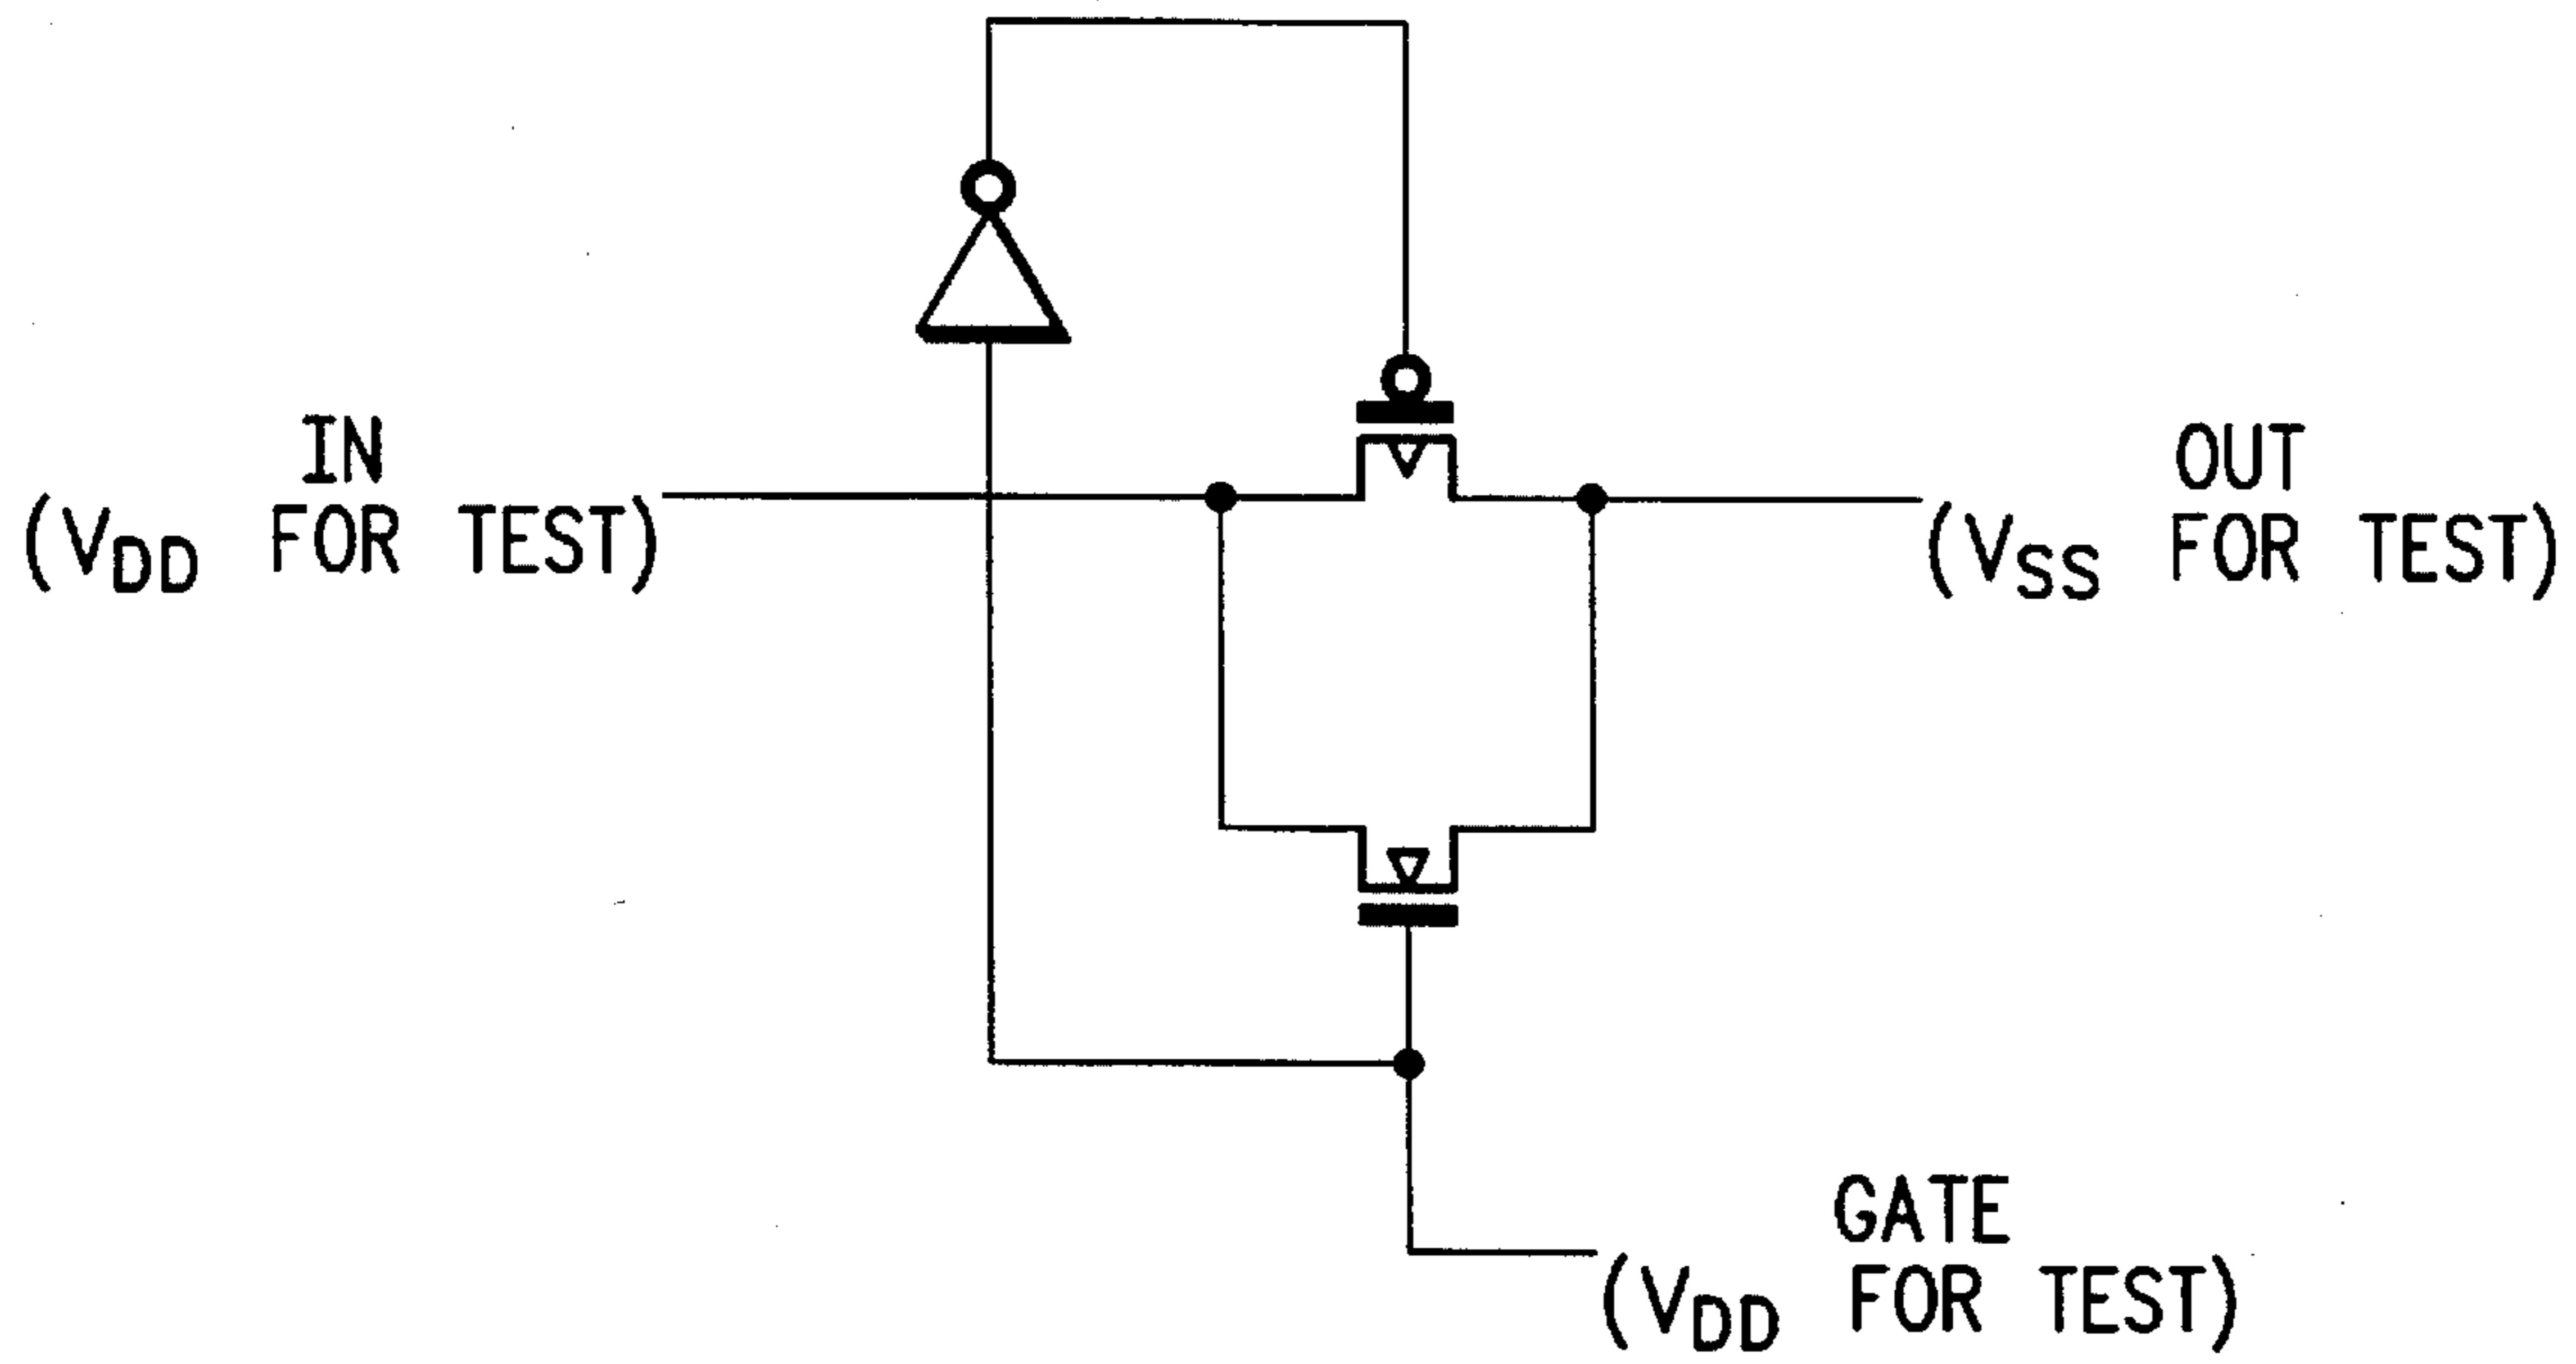 IN
(VDD FOR TEST)
OUT
(VSS FOR TEST)
GATE
(VDD FOR TEST)